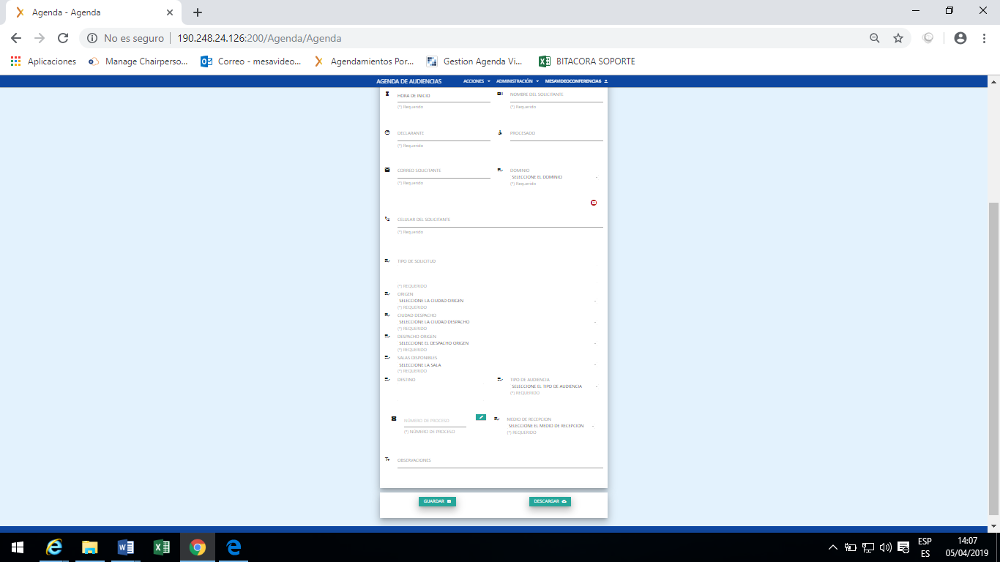 Agenda - Agenda
No es seguro
190.248.24.126:200/Agenda/Agenda
Aplicaciones
Manage Chairperso...
Correo - mesavideo...
Agendamientos Por...
Gestion Agenda Vi...
BITACORA SOPORTE
AGENDA DE AUDIENCIAS
ACCIONES
ADMINISTRACIÓN
MESAVIDEOCONFERENCIA6
HORA DE INICIO
(*) Requerido
NOMBRE DEL SOLICITANTE
(*) Requerido
DECLARANTE
(*) Requerido
PROCESADO
CORREO SOLICITANTE
(*) Requerido
DOMINIO
SELECCIONE EL DOMINIO
(*) Requerido
CELULAR DEL SOLICITANTE
(*) Requerido
TIPO DE SOLICITUD
(*) REQUERIDO
ORIGEN
SELECCIONE LA CIUDAD ORIGEN
(*) REQUERIDO
CIUDAD DESPACHO
SELECCIONE LA CIUDAD DESPACHO
(*) REQUERIDO
DESPACHO ORIGEN
SELECCIONE EL DESPACHO ORIGEN
(*) REQUERIDO
SALAS DISPONIBLES
SELECCIONE LA SALA
(*) REQUERIDO
DESTINO
TIPO DE AUDIENCIA
SELECCIONE EL TIPO DE AUDIENCIA
(*) REQUERIDO
NÚMERO DE PROCESO
(*) NÚMERO DE PROCESO
MEDIO DE RECEPCION
SELECCIONE EL MEDIO DE RECEPCION
(*) REQUERIDO
OBSERVACIONES
GUARDAR
DESCARGAR
ESP
ES
14:07
05/04/2019